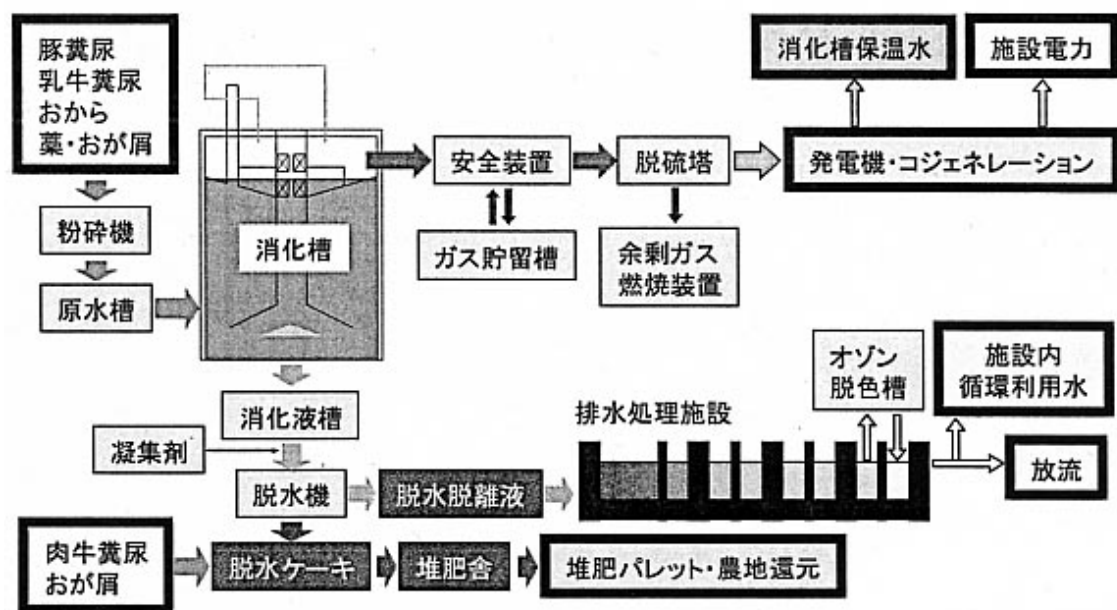 豚糞尿
乳牛糞尿
おから
藁・おが屑
粉砕機
原水槽
消化槽
安全装置
ガス貯留槽
脱硫塔
余剰ガス
燃焼装置
消化槽保温水
施設電力
発電機・コジェネレーション
消化液槽
凝集剤
脱水機
脱水脱離液
排水処理施設
オゾン
脱色槽
施設内
循環利用水
放流
肉牛糞尿
おが屑
脱水ケーキ
堆肥舎
堆肥パレット・農地還元